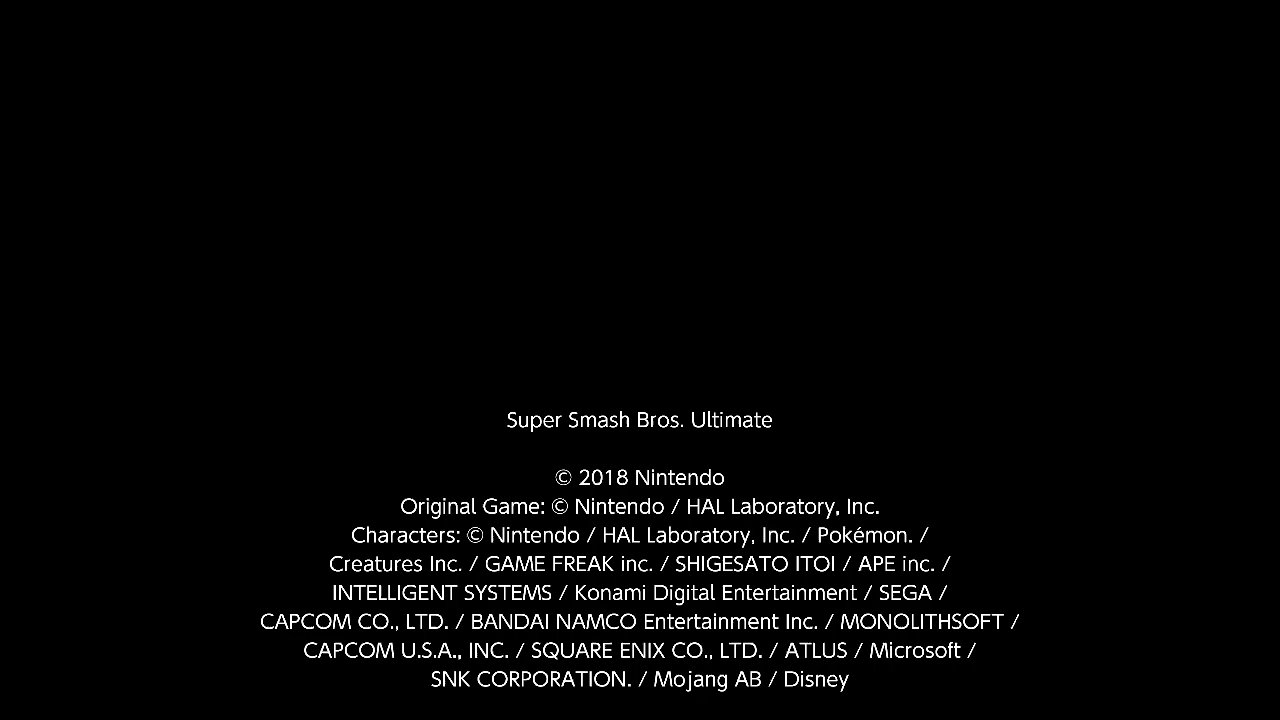 Super Smash Bros. Ultimate
© 2018 Nintendo
Original Game: © Nintendo / HAL Laboratory, Inc.
Characters: © Nintendo / HAL Laboratory, Inc. / Pokémon. /
Creatures Inc. / GAME FREAK inc. / SHIGESATO ITOI / APE inc. /
INTELLIGENT SYSTEMS / Konami Digital Entertainment / SEGA /
CAPCOM CO., LTD. / BANDAI NAMCO Entertainment Inc. / MONOLITHSOFT /
CAPCOM U.S.A., INC. / SQUARE ENIX CO., LTD. / ATLUS / Microsoft /
SNK CORPORATION. / Mojang AB / Disney